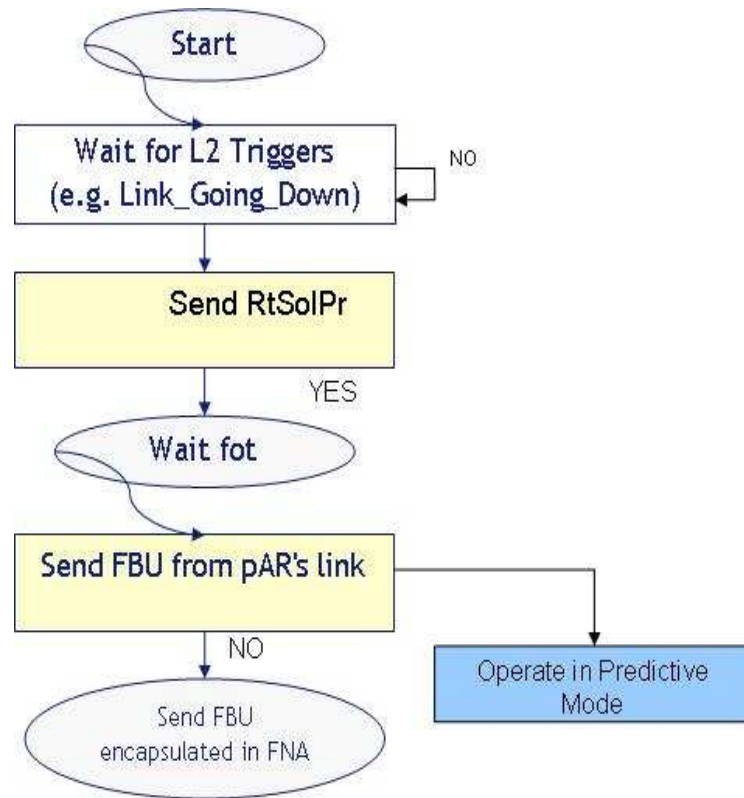 Start
Wait for L2 Triggers
(e.g. Link_Going_Down)
NO
Send RtSolPr
YES
Wait fot
Send FBU from pAR's link
NO
Operate in Predictive
Mode
Send FBU
encapsulated in FNA